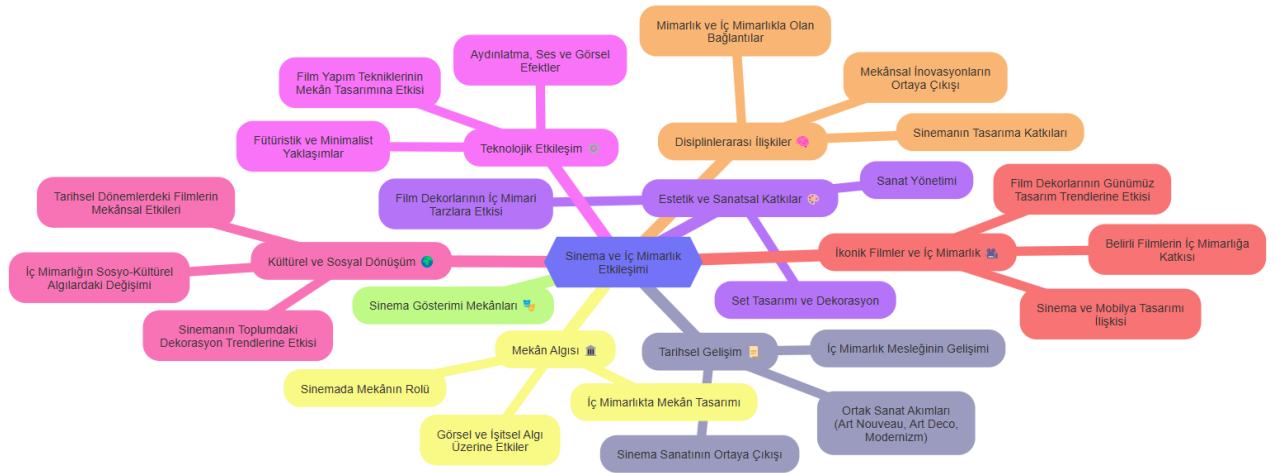 Mimarlık ve İç Mimarlıkla Olan
Bağlantılar
Aydınlatma, Ses ve Görsel
Efektler
Film Yapım Tekniklerinin
Mekân Tasarımına Etkisi
Mekânsal İnovasyonların
Ortaya Çıkışı
Fütüristik ve Minimalist
Yaklaşımlar
Teknolojik Etkileşim
Disiplinlerarası İlişkiler
Sinemanın Tasarıma Katkıları
Tarihsel Dönemlerdeki Filmlerin
Mekânsal Etkileri
Film Dekorlarının İç Mimari
Tarzlara Etkisi
Estetik ve Sanatsal Katkılar
Sanat Yönetimi
Film Dekorlarının Günümüz
Tasarım Trendlerine Etkisi
Kültürel ve Sosyal Dönüşüm
Sinema ve İç Mimarlık
Etkileşimi
İkonik Filmler ve İç Mimarlık
Belirli Filmlerin İç Mimarlığa
Katkısı
İç Mimarlığın Sosyo-Kültürel
Algılardaki Değişimi
Sinema Gösterimi Mekânları
Set Tasarımı ve Dekorasyon
Sinema ve Mobilya Tasarımı
İlişkisi
Sinemanın Toplumdaki
Dekorasyon Trendlerine Etkisi
Mekân Algısı
Tarihsel Gelişim
İç Mimarlık Mesleğinin Gelişimi
Sinemada Mekânın Rolü
İç Mimarlıkta Mekân Tasarımı
Ortak Sanat Akımları
(Art Nouveau, Art Deco,
Modernizm)
Görsel ve İşitsel Algı
Üzerine Etkiler
Sinema Sanatının Ortaya Çıkışı